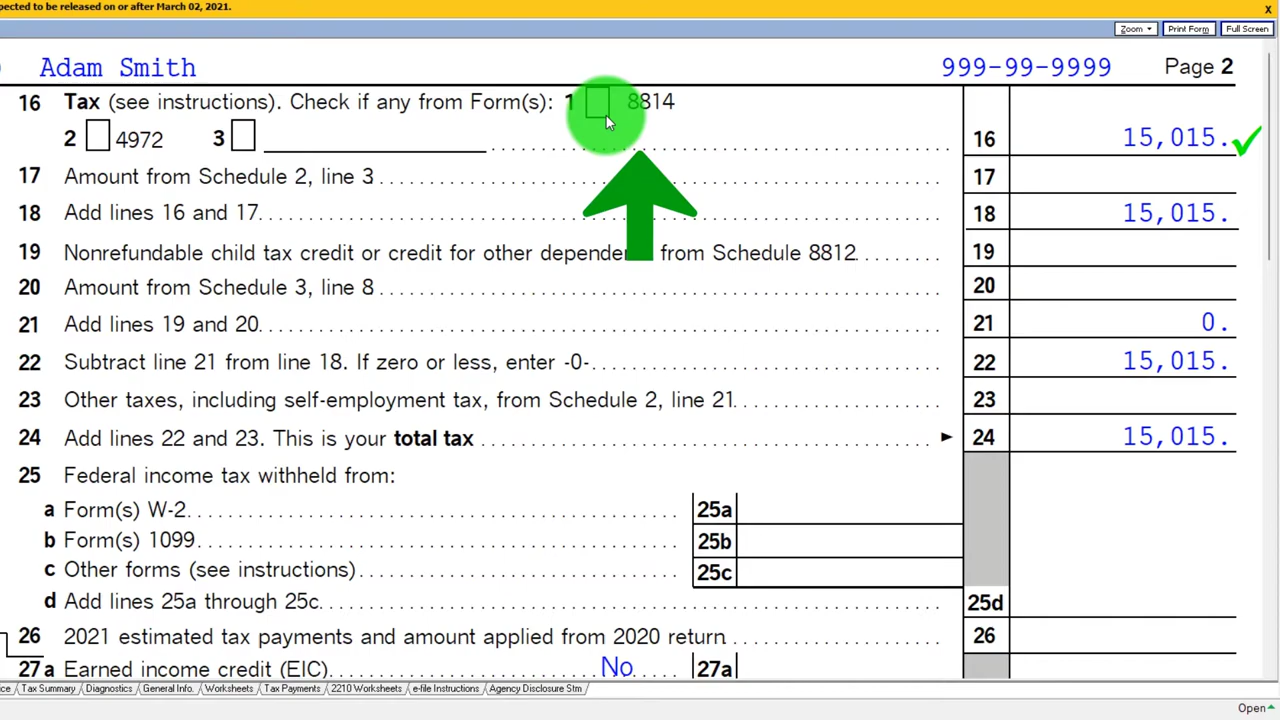 pected to be released on or after March 02, 2021. x
Zoom Print Form Full Screen
Adam Smith 999-99-9999 Page 2
16 Tax (see instructions). Check if any from Form(s): 1 8814
2 4972 3 16 15,015.
17 Amount from Schedule 2, line 3 17
18 Add lines 16 and 17 18 15,015.
19 Nonrefundable child tax credit or credit for other depender from Schedule 8812 19
20 Amount from Schedule 3, line 8 20
21 Add lines 19 and 20 21 0.
22 Subtract line 21 from line 18. If zero or less, enter -0- 22 15,015.
23 Other taxes, including self-employment tax, from Schedule 2, line 21 23
24 Add lines 22 and 23. This is your total tax 24 15,015.
25 Federal income tax withheld from:
a Form(s) W-2 25a
b Form(s) 1099 25b
c Other forms (see instructions) 25c
d Add lines 25a through 25c 25d
26 2021 estimated tax payments and amount applied from 2020 return 26
27a Earned income credit (EIC) No 27a
ice Tax Summary Diagnostics General Info. Worksheets Tax Payments 2210 Worksheets e-file Instructions Agency Disclosure Stm
Open